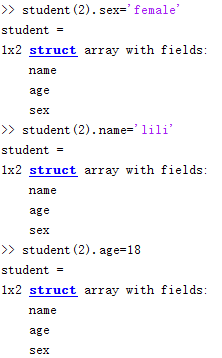 >> student(2).sex='female'
student =
1x2 struct array with fields:
name
age
sex
>> student(2).name='lili'
student =
1x2 struct array with fields:
name
age
sex
>> student(2).age=18
student =
1x2 struct array with fields:
name
age
sex